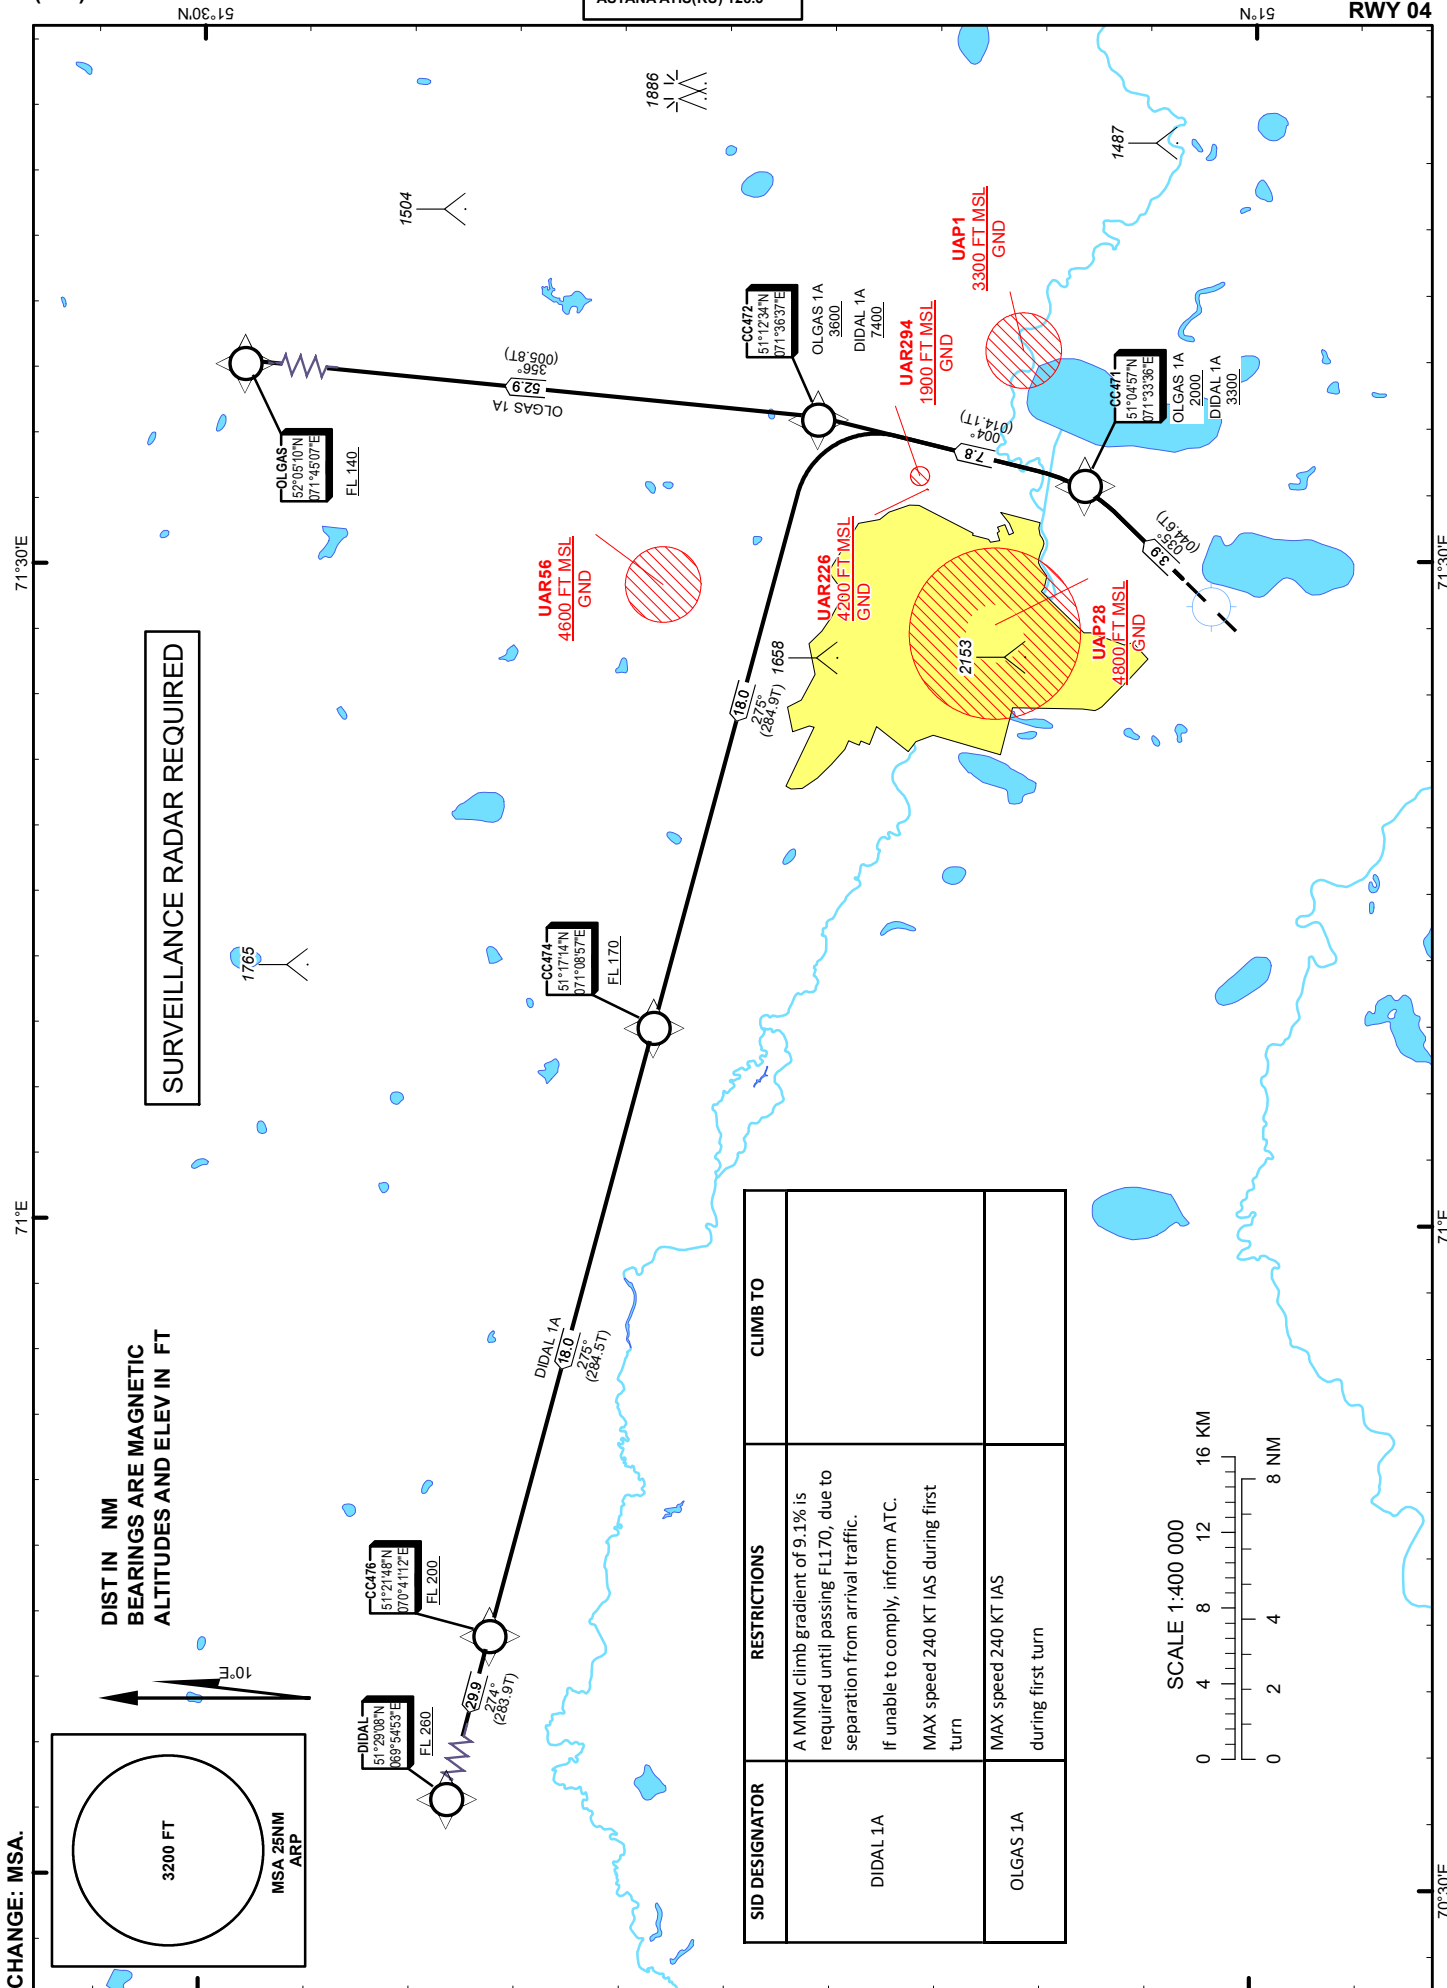 CHANGE: MSA.
RWY 04
51°30'N
51°N
71°30'E
71°E
71°30'E
71°E
70°30'E
3200 FT
MSA 25NM
ARP
10°E
DIST IN NM
BEARINGS ARE MAGNETIC
ALTITUDES AND ELEV IN FT
SURVEILLANCE RADAR REQUIRED
DIDAL
51°29'08"N
069°54'53"E
FL 260
29.9
274°
(283.9T)
CC476
51°21'48"N
070°41'12"E
FL 200
DIDAL 1A
18.0
275°
(284.5T)
CC474
51°17'14"N
071°08'57"E
FL 170
18.0
275°
(284.9T)
OLGAS
52°05'10"N
071°45'07"E
FL 140
OLGAS 1A
52.9
356°
(005.8T)
CC472
51°12'34"N
071°36'37"E
OLGAS 1A
3600
DIDAL 1A
7400
7.8
004°
(014.1T)
CC471
51°04'57"N
071°33'36"E
OLGAS 1A
2000
DIDAL 1A
3300
3.9
035°
(044.6T)
UAR56
4600 FT MSL
GND
UAR226
4200 FT MSL
GND
UAR294
1900 FT MSL
GND
UAP1
3300 FT MSL
GND
UAP28
4800 FT MSL
GND
1765
1504
1886
1487
1658
2153
SID DESIGNATOR
RESTRICTIONS
CLIMB TO
DIDAL 1A
A MNM climb gradient of 9.1% is
required until passing FL170, due to
separation from arrival traffic.
If unable to comply, inform ATC.
MAX speed 240 KT IAS during first
turn
OLGAS 1A
MAX speed 240 KT IAS
during first turn
SCALE 1:400 000
0 4 8 12 16 KM
0 2 4 8 NM